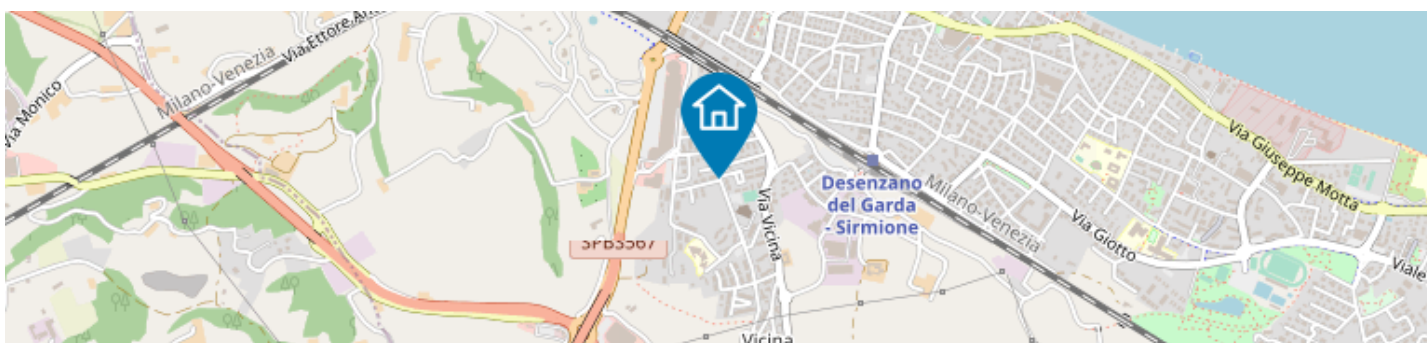 Via Ettore
Milano-Venezia
Via Monico
Via Giuseppe Motta
Desenzano
del Garda
- Sirmione
Milano-Venezia
Via Vicina
Via Giotto
Viale
SPBS567
Vicina